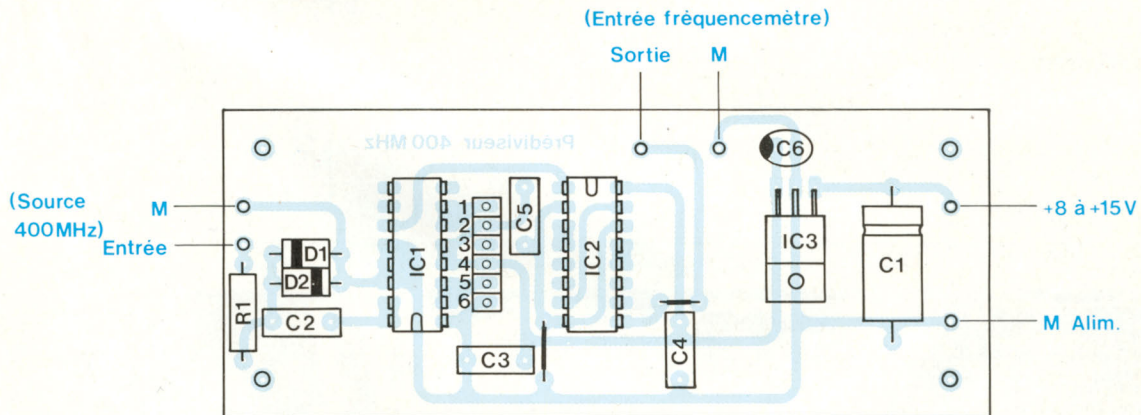 (Entrée fréquencemètre)
Sortie M
Prédiviseur 400 MHz
C6
(Source
400MHz)
M
Entrée
+8 à +15V
D1
D2
R1
C2
IC1
1
2
3
4
5
6
C5
IC2
IC3
C1
C3
C4
M Alim.